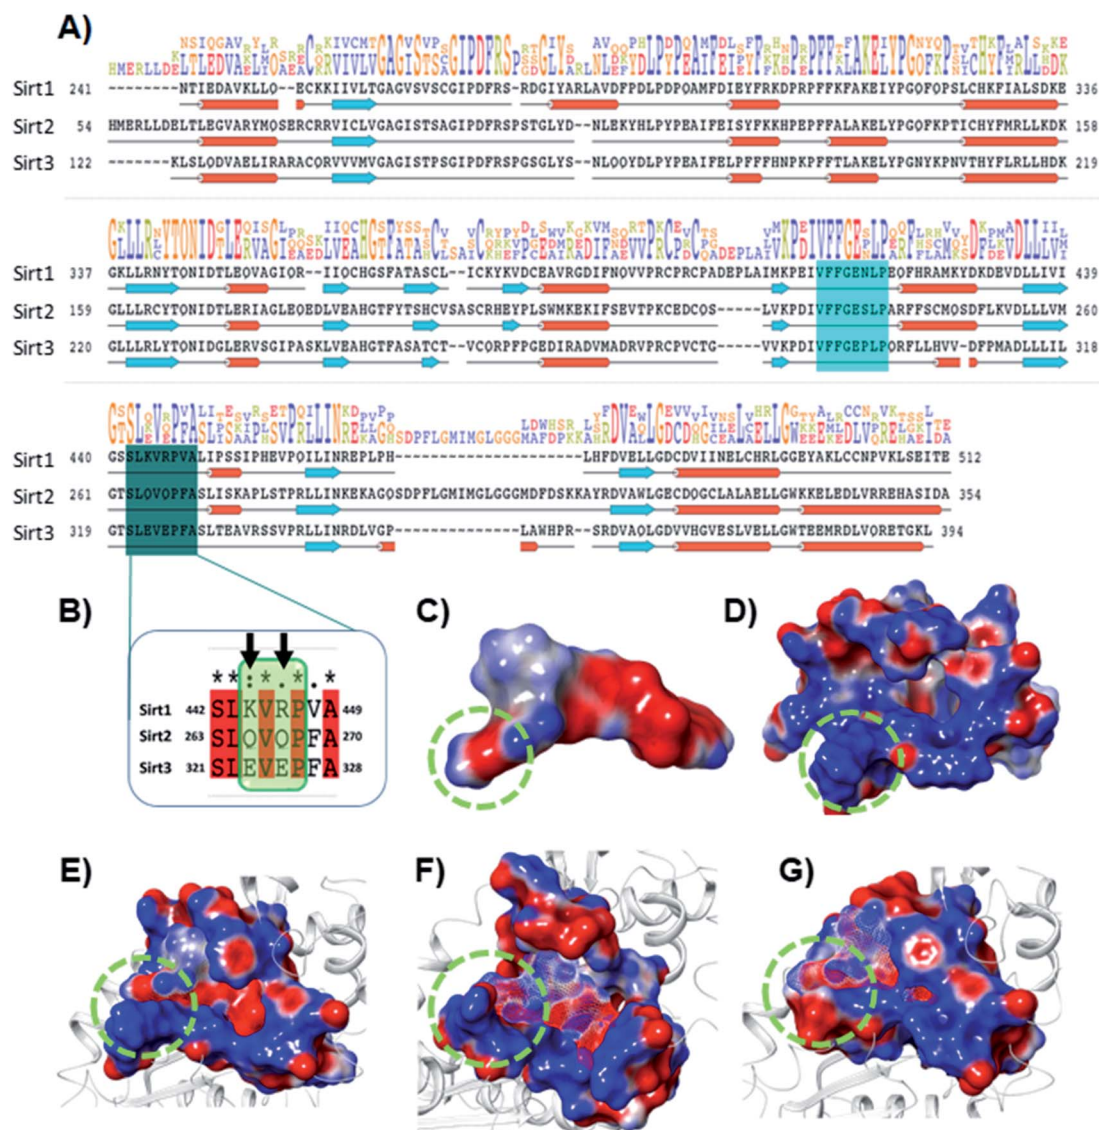 A)
Sirt1 241 -------- NTIEDAVKLLQ--ECKKIIVLTGAGVSVSCGIPDFRS-RDGIYARLAVDFPDLPDPQAMFDIEYFRKDPRPFFKFAKEIYPGQFQPSLCHKFIALSDKE 336
Sirt2 54 HMERLLDELTLEGVARYMQSERCRRVICLVGAGISTSAGIPDFRSPSTGLYD--NLEKYHLPYPEAIFEISYFKKHPEPFFALAKELYPGQFKPTICHYFMRLLKDK 158
Sirt3 122 -------KLSLQDVAELIRARACQRVVVMVGAGISTPSGIPDFRSPGSGLYS--NLQQYDLPYPEAIFELPFFFHNPKPFFTLAKELYPGNYKPNVTHYFLRLLHDK 219
Sirt1 337 GKLLRNYTQNIDTLEQVAGIQR--IIQCHGSFATASCL--ICKYKVDCEAVRGDIFNQVVPRCPRCPADEPLAIMKPEIVFFGENLPEQFHRAMKYDKDEVDLLIVI 439
Sirt2 159 GLLLRCYTQNIDTLERIAGLEQEDLVEAHGTFYTSHCVSASCRHEYPLSWMKEKIFSEVTPKCEDCQS-----LVKPDIVFFGESLPARFFSCMQSDFLKVDLLLVM 260
Sirt3 220 GLLLRLYTQNIDGLERVSGIPASKLVEAHGTFASATCT--VCQRPFPGEDIRADVMADRVPRCPVCTG-----VVKPDIVFFGEPLPQRFLLHVV-DFPMADLLLIL 318
Sirt1 440 GSSLKVRPVALIPSSIPHEVPQILINREPLPH---------------------LHFDVELLGDCDVIINELCHRLGGEYAKLCCNPVKLSEITE 512
Sirt2 261 GTSLQVQPFASLISKAPLSTPRLLINKEKAGQSDPFLGMIMGLGGGMDFDSKKAYRDVAWLGECDQGCLALAELLGWKKELEDLVRREHASIDA 354
Sirt3 319 GTSLEVEPFASLTEAVRSSVPRLLINRDLVGP--------------LAWHPR--SRDVAQLGDVVHGVESLVELLGWTEEMRDLVQRETGKL 394
B)
C)
D)
**:*.*.*
Sirt1 442 SLKVRPVA 449
Sirt2 263 SLQVQPFA 270
Sirt3 321 SLEVEPFA 328
E)
F)
G)